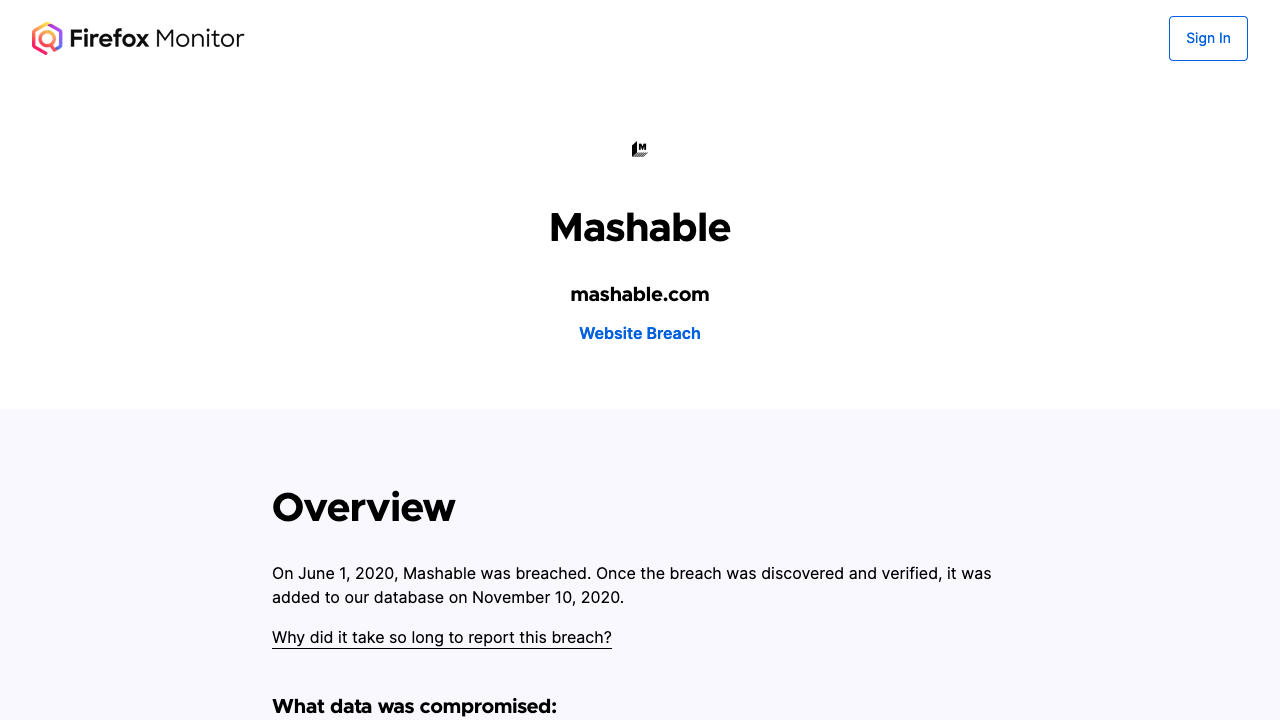 Firefox Monitor
Sign In
M
Mashable
mashable.com
Website Breach
Overview
On June 1, 2020, Mashable was breached. Once the breach was discovered and verified, it was
added to our database on November 10, 2020.
Why did it take so long to report this breach?
What data was compromised: